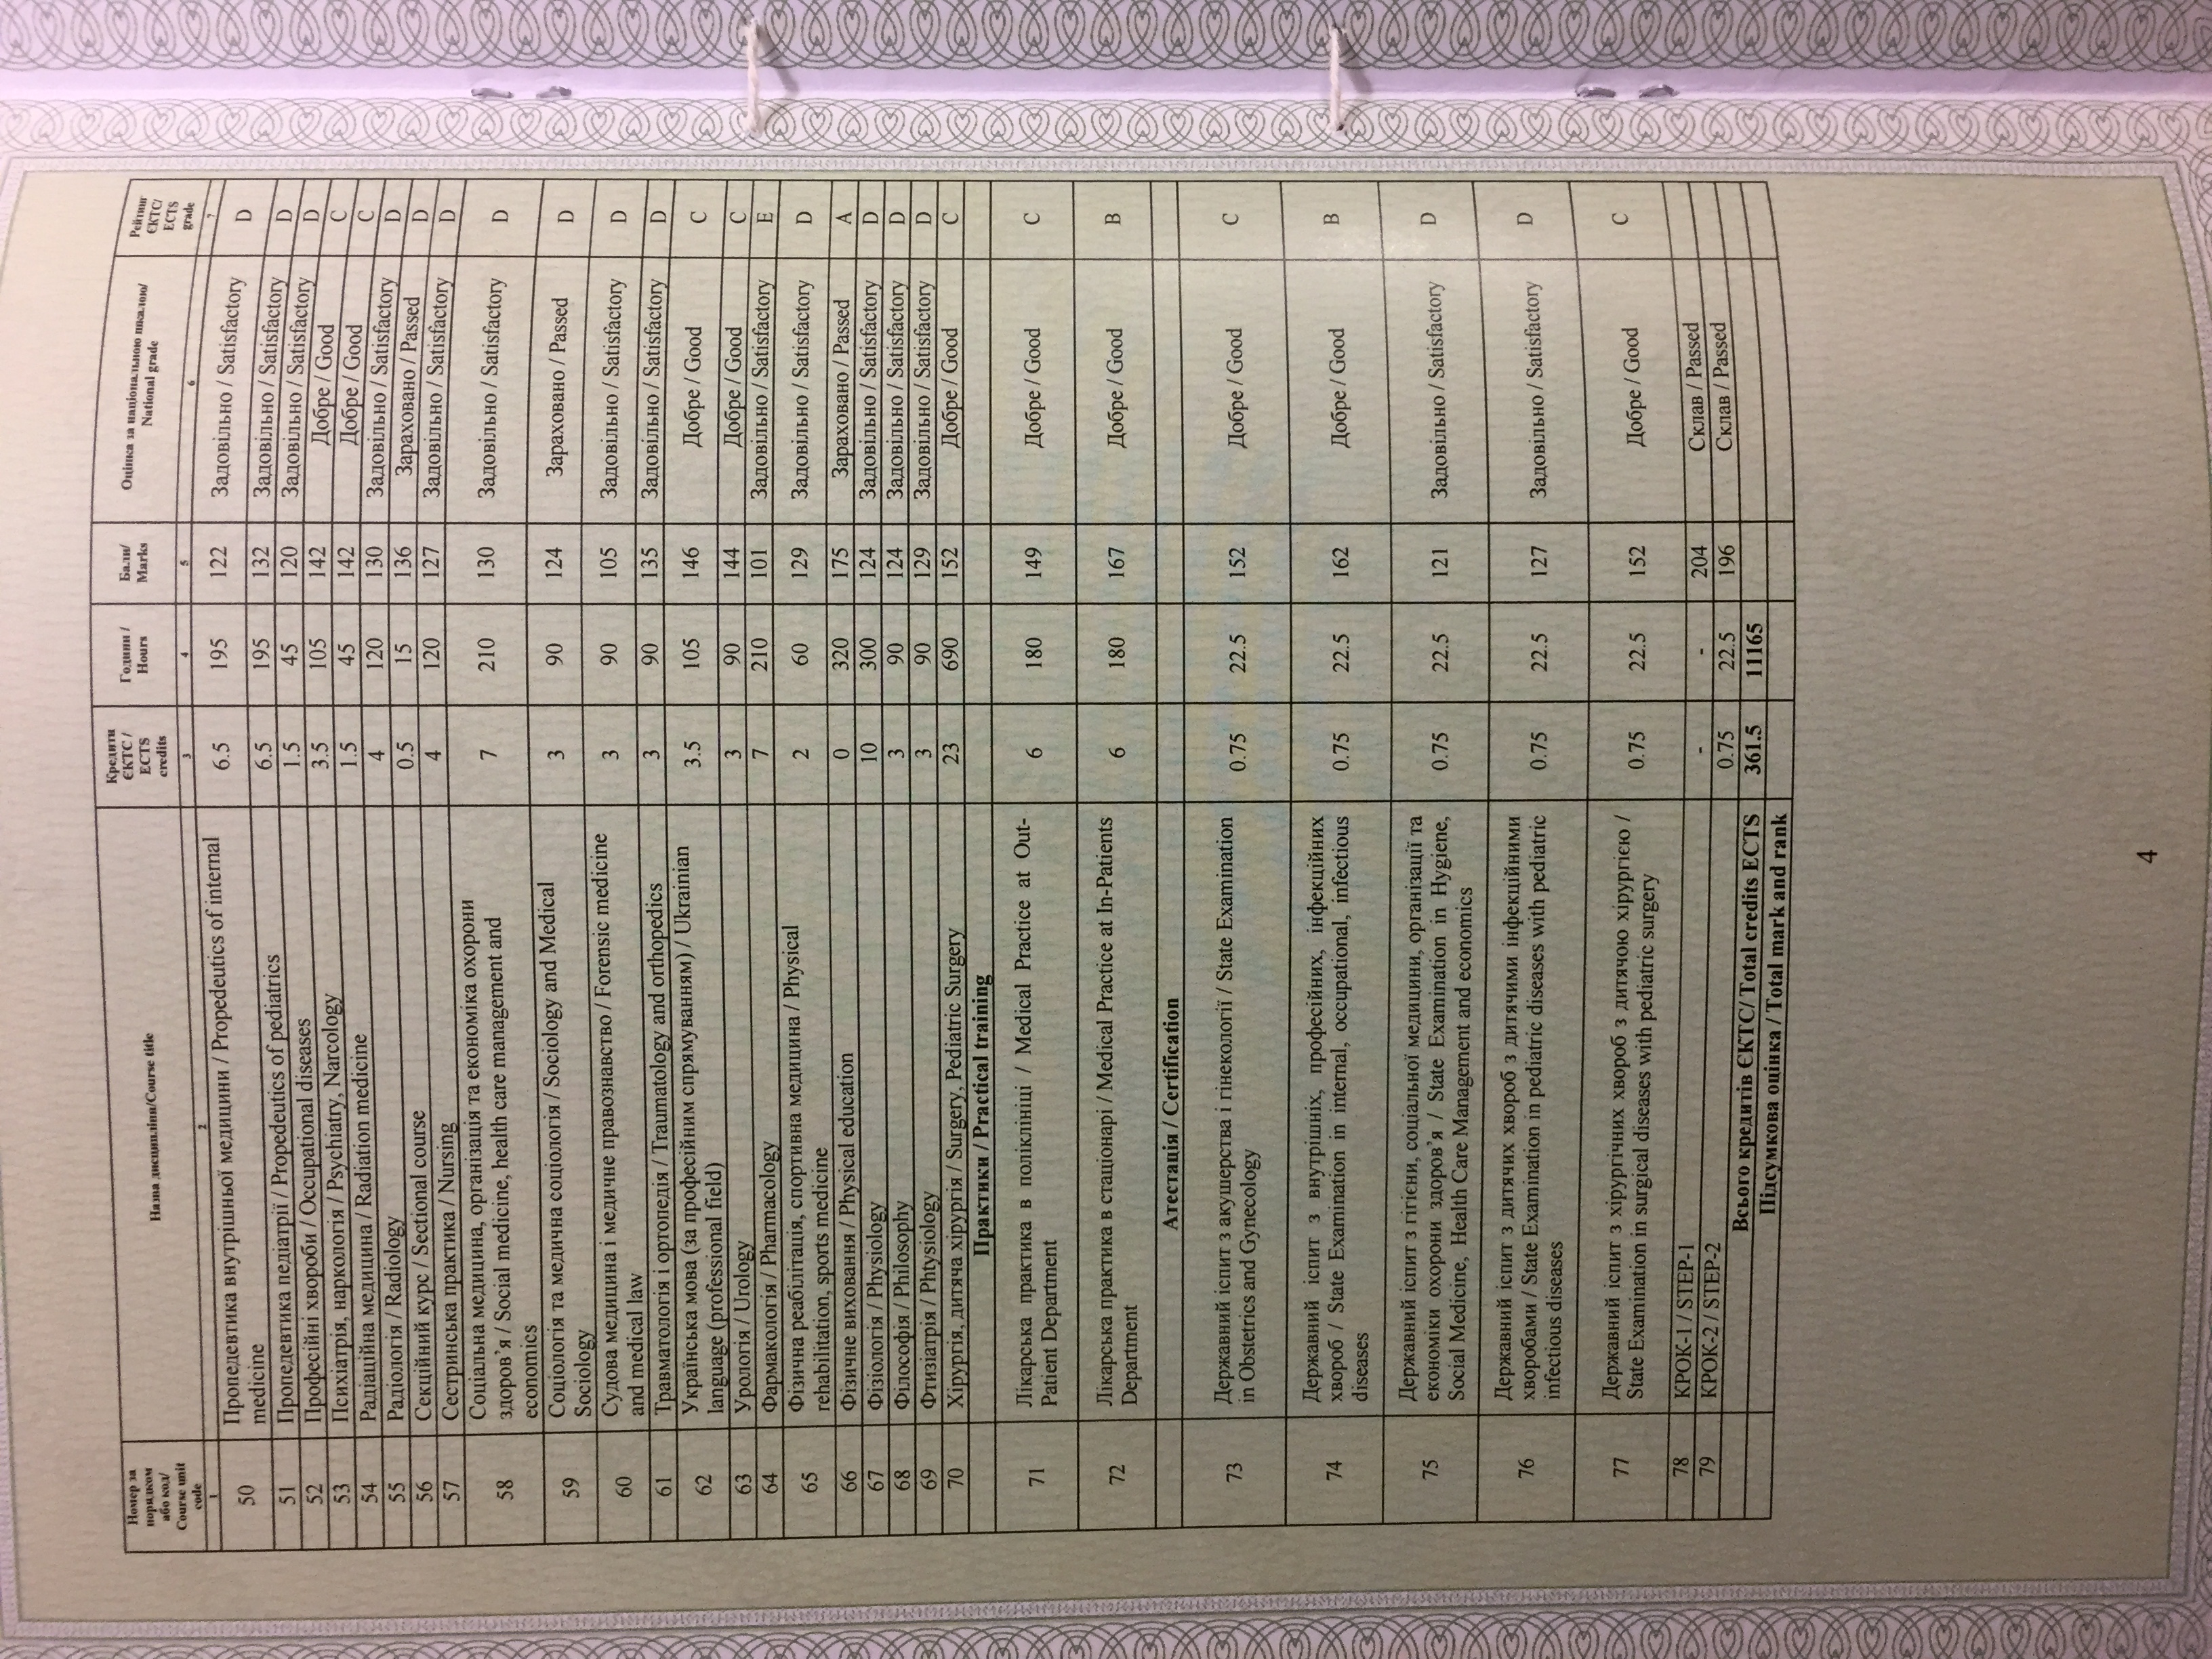 Номер за
порядком
або код/
Course unit
code
Назва дисципліни/Course title
Кредити
ЄКТС /
ECTS
credits
Години /
Hours
Бали/
Marks
Оцінка за національною шкалою/
National grade
Рейтинг
ЄКТС/
ECTS
grade
1 2 3 4 5 6 7
50 Пропедевтика внутрішньої медицини / Propedeutics of internal 6.5 195 122 Задовільно / Satisfactory D
medicine
51 Пропедевтика педіатрії / Propedeutics of pediatrics 6.5 195 132 Задовільно / Satisfactory D
52 Професійні хвороби / Occupational diseases 1.5 45 120 Задовільно / Satisfactory D
53 Психіатрія, наркологія / Psychiatry, Narcology 3.5 105 142 Добре / Good C
54 Радіаційна медицина / Radiation medicine 1.5 45 142 Добре / Good C
55 Радіологія / Radiology 4 120 130 Задовільно / Satisfactory D
56 Секційний курс / Sectional course 0.5 15 136 Зараховано / Passed D
57 Сестринська практика / Nursing 4 120 127 Задовільно / Satisfactory D
Соціальна медицина, організація та економіка охорони
58 здоров’я / Social medicine, health care management and 7 210 130 Задовільно / Satisfactory D
economics
59 Соціологія та медична соціологія / Sociology and Medical 3 90 124 Зараховано / Passed D
Sociology
60 Судова медицина і медичне правознавство / Forensic medicine 3 90 105 Задовільно / Satisfactory D
and medical law
61 Травматологія і ортопедія / Traumatology and orthopedics 3 90 135 Задовільно / Satisfactory D
62 Українська мова (за професійним спрямуванням) / Ukrainian 3.5 105 146 Добре / Good C
language (professional field)
63 Урологія / Urology 3 90 144 Добре / Good C
64 Фармакологія / Pharmacology 7 210 101 Задовільно / Satisfactory E
65 Фізична реабілітація, спортивна медицина / Physical 2 60 129 Задовільно / Satisfactory D
rehabilitation, sports medicine
66 Фізичне виховання / Physical education 0 320 175 Зараховано / Passed A
67 Фізіологія / Physiology 10 300 124 Задовільно / Satisfactory D
68 Філософія / Philosophy 3 90 124 Задовільно / Satisfactory D
69 Фтизіатрія / Phtysiology 3 90 129 Задовільно / Satisfactory D
70 Хірургія, дитяча хірургія / Surgery, Pediatric Surgery 23 690 152 Добре / Good C
Практики / Practical training
71 Лікарська практика в поліклініці / Medical Practice at Out- 6 180 149 Добре / Good C
Patient Department
72 Лікарська практика в стаціонарі / Medical Practice at In-Patients 6 180 167 Добре / Good B
Department
Атестація / Certification
73 Державний іспит з акушерства і гінекології / State Examination 0.75 22.5 152 Добре / Good C
in Obstetrics and Gynecology
Державний іспит з внутрішніх, професійних, інфекційних
74 хвороб / State Examination in internal, occupational, infectious 0.75 22.5 162 Добре / Good B
diseases
Державний іспит з гігієни, соціальної медицини, організації та
75 економіки охорони здоров’я / State Examination in Hygiene, 0.75 22.5 121 Задовільно / Satisfactory D
Social Medicine, Health Care Management and economics
Державний іспит з дитячих хвороб з дитячими інфекційними
76 хворобами / State Examination in pediatric diseases with pediatric 0.75 22.5 127 Задовільно / Satisfactory D
infectious diseases
77 Державний іспит з хірургічних хвороб з дитячою хірургією / 0.75 22.5 152 Добре / Good C
State Examination in surgical diseases with pediatric surgery
78 КРОК-1 / STEP-1 - - 204 Склав / Passed
79 КРОК-2 / STEP-2 0.75 22.5 196 Склав / Passed
Всього кредитів ЄКТС/ Total credits ECTS 361.5 11165
Підсумкова оцінка / Total mark and rank
4